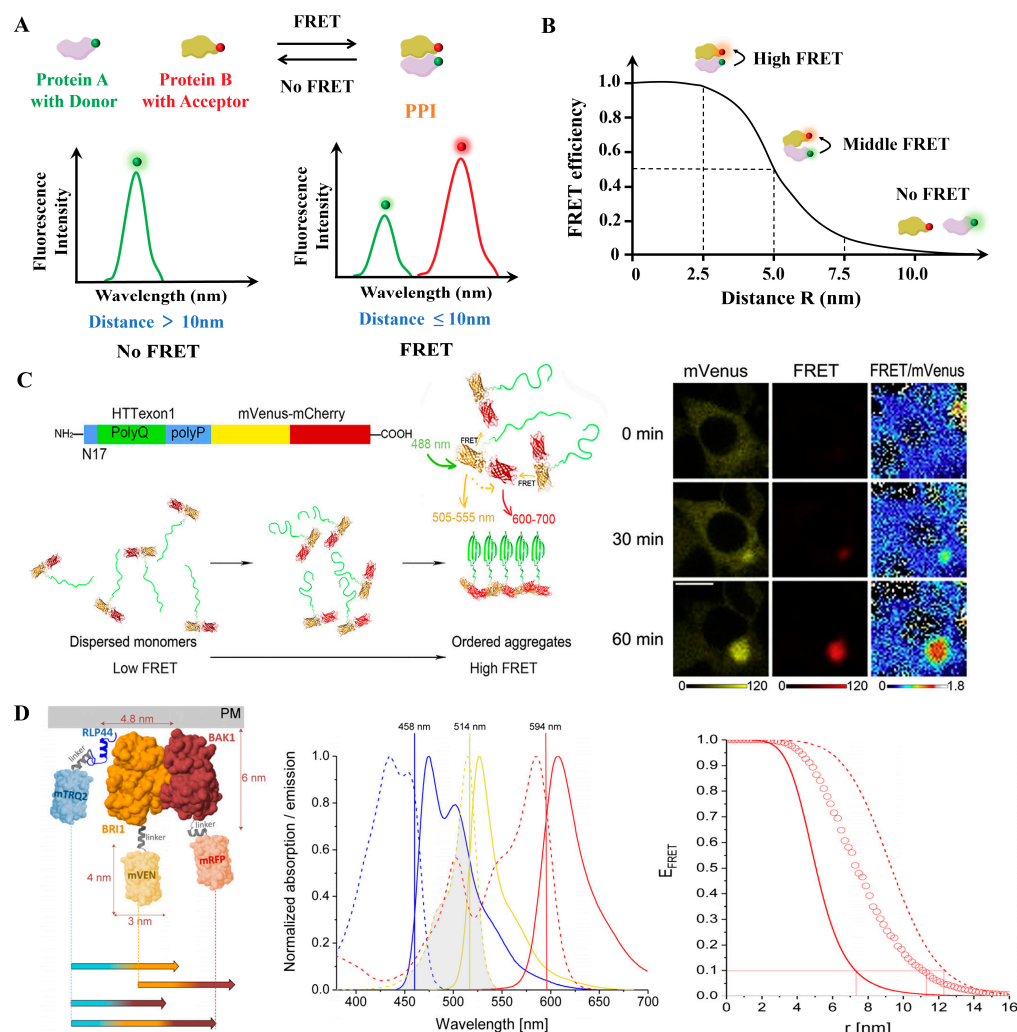 A
FRET
No FRET
Protein A
with Donor
Protein B
with Acceptor
PPI
Fluorescence
Intensity
Wavelength (nm)
Distance > 10nm
No FRET
Fluorescence
Intensity
Wavelength (nm)
Distance ≤ 10nm
FRET
B
High FRET
Middle FRET
No FRET
FRET efficiency
1.0
0.8
0.6
0.4
0.2
0
0
2.5
5.0
7.5
10.0
Distance R (nm)
C
HTTexon1
mVenus-mCherry
NH₂
PolyQ
polyP
COOH
N17
488 nm
FRET
FRET
505-555 nm
600-700
Dispersed monomers
Ordered aggregates
Low FRET
High FRET
mVenus
FRET
FRET/mVenus
0 min
30 min
60 min
0
120
0
120
0
1.8
D
PM
4.8 nm
RLP44
BAK1
linker
6 nm
mTRQ2
BRI1
linker
linker
mRFP
mVEN
4 nm
3 nm
458 nm
514 nm
594 nm
Normalized absorption / emission
1.0
0.8
0.6
0.4
0.2
0.0
400
450
500
550
600
650
700
Wavelength [nm]
EFRET
1.0
0.9
0.8
0.7
0.6
0.5
0.4
0.3
0.2
0.1
0.0
0
2
4
6
8
10
12
14
16
r [nm]